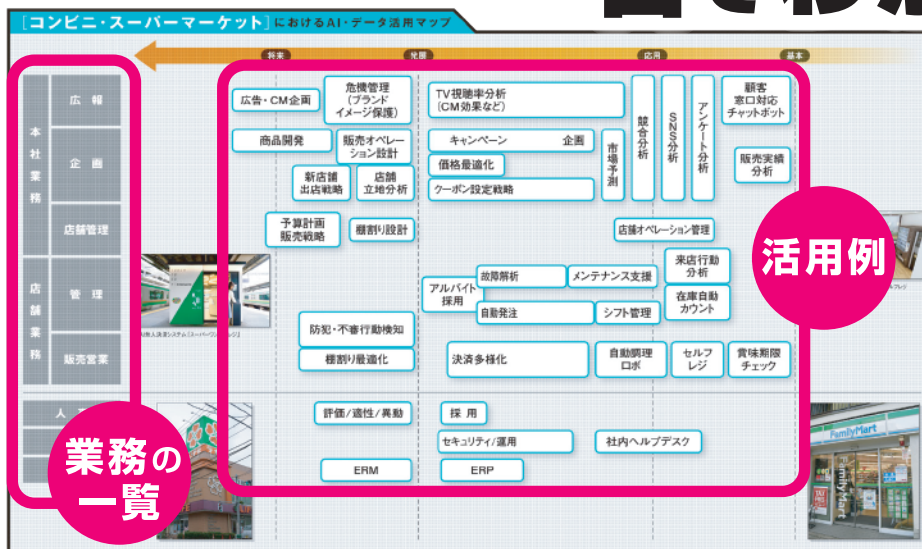 [コンビニ・スーパーマーケット]におけるAI・データ活用マップ
将来
発展
応用
基本
本社業務
広報
企画
店舗管理
店舗業務
管理
販売営業
人
広告・CM企画
危機管理
(ブランド
イメージ保護)
TV視聴率分析
(CM効果など)
競合分析
SNS分析
アンケート分析
顧客
窓口対応
チャットボット
商品開発
販売オペレー
ション設計
キャンペーン 企画
市場予測
価格最適化
販売実績
分析
新店舗
出店戦略
店舗
立地分析
クーポン設定戦略
予算計画
販売戦略
棚割り設計
店舗オペレーション管理
活用例
来店行動
分析
アルバイト
採用
故障解析
メンテナンス支援
在庫自動
カウント
自動発注
シフト管理
防犯・不審行動検知
棚割り最適化
決済多様化
自動調理
ロボ
セルフ
レジ
賞味期限
チェック
評価/適性/異動
採用
セキュリティ/運用
社内ヘルプデスク
ERM
ERP
業務の
一覧
FamilyMart
FamilyMart